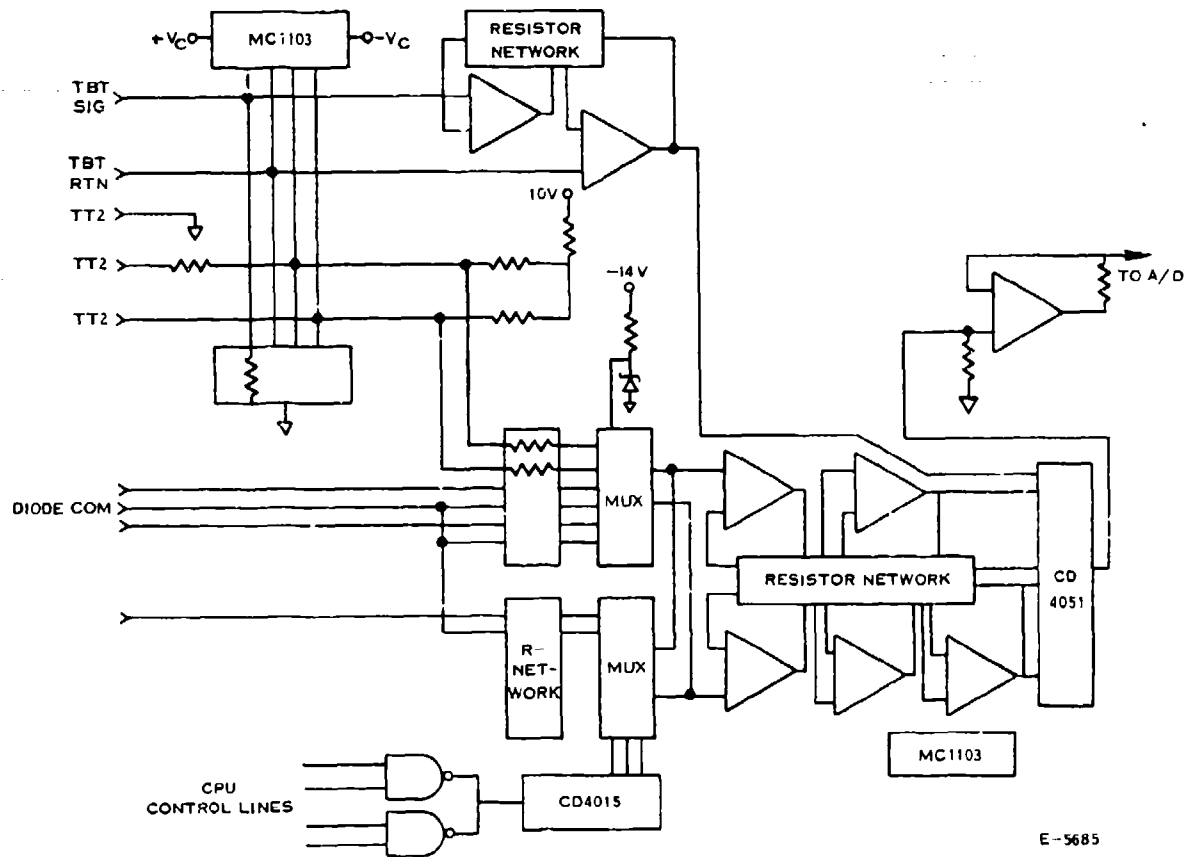 +VC
MC1103
-VC
RESISTOR
NETWORK
TBT
SIG
TBT
RTN
10V
TT2
TT2
TT2
-14 V
TO A/D
DIODE COM
MUX
RESISTOR NETWORK
CD
4051
R-
NET-
WORK
MUX
MC1103
CPU
CONTROL LINES
CD4015
E-5685